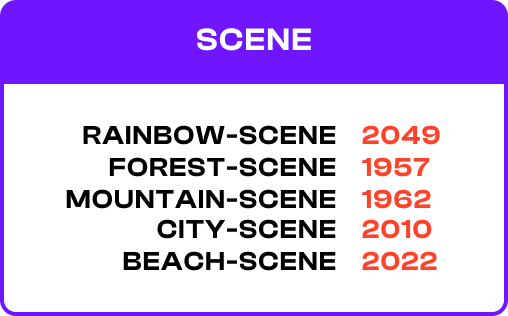 SCENE
RAINBOW-SCENE 2049
FOREST-SCENE 1957
MOUNTAIN-SCENE 1962
CITY-SCENE 2010
BEACH-SCENE 2022